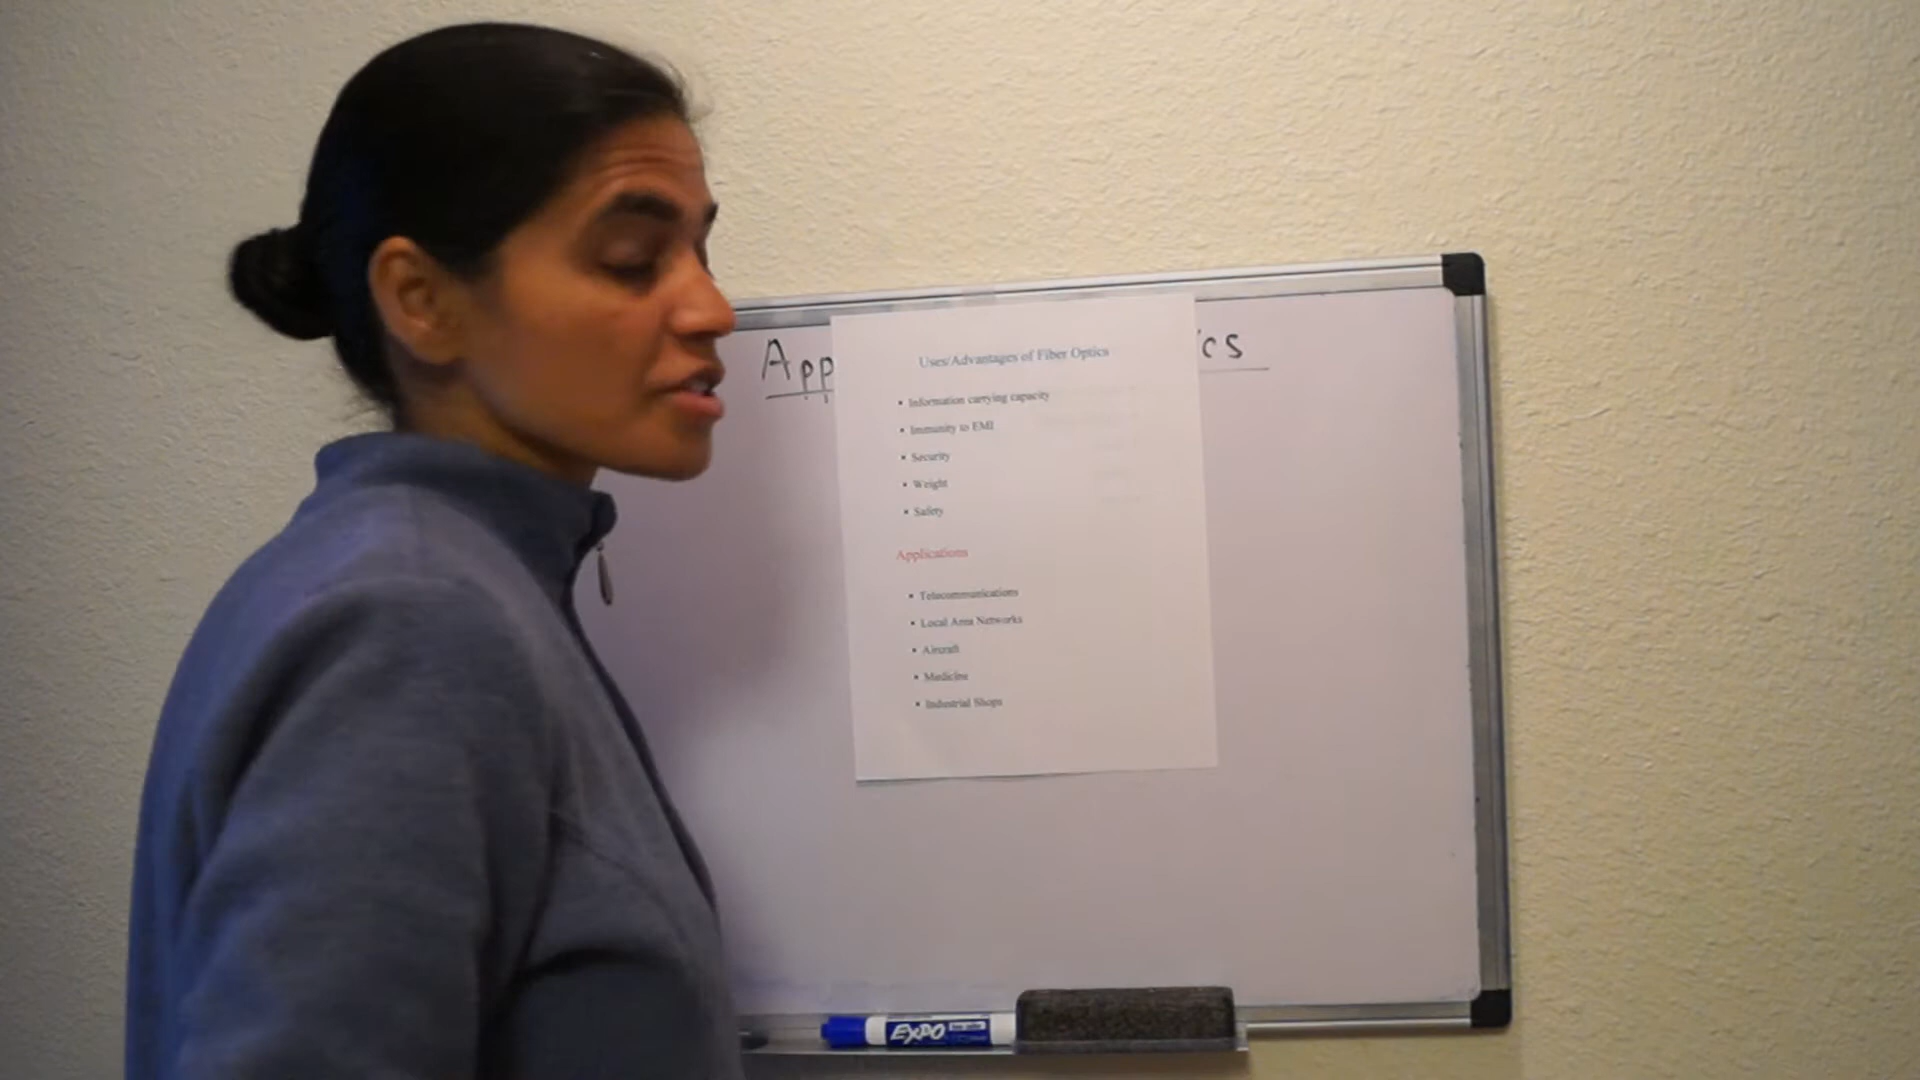 App cs
Uses/Advantages of Fiber Optics
• Information carrying capacity
• Immunity to EMI
• Security
• Weight
• Safety
Applications
• Telecommunications
• Local Area Networks
• Aircraft
• Medicine
• Industrial Shops
EXPO